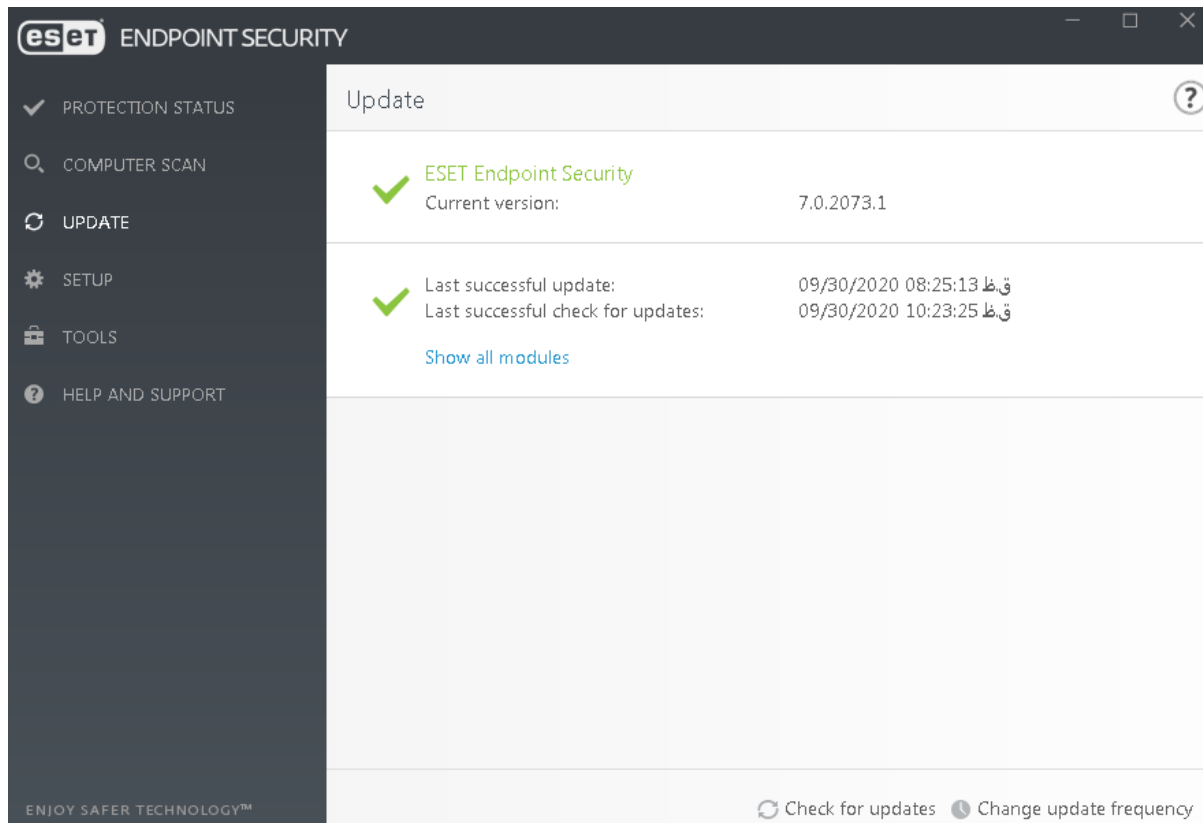 eset ENDPOINT SECURITY
PROTECTION STATUS
COMPUTER SCAN
UPDATE
SETUP
TOOLS
HELP AND SUPPORT
ENJOY SAFER TECHNOLOGY™
Update
?
ESET Endpoint Security
Current version: 7.0.2073.1
Last successful update: 09/30/2020 08:25:13 ق.ظ
Last successful check for updates: 09/30/2020 10:23:25 ق.ظ
Show all modules
Check for updates Change update frequency